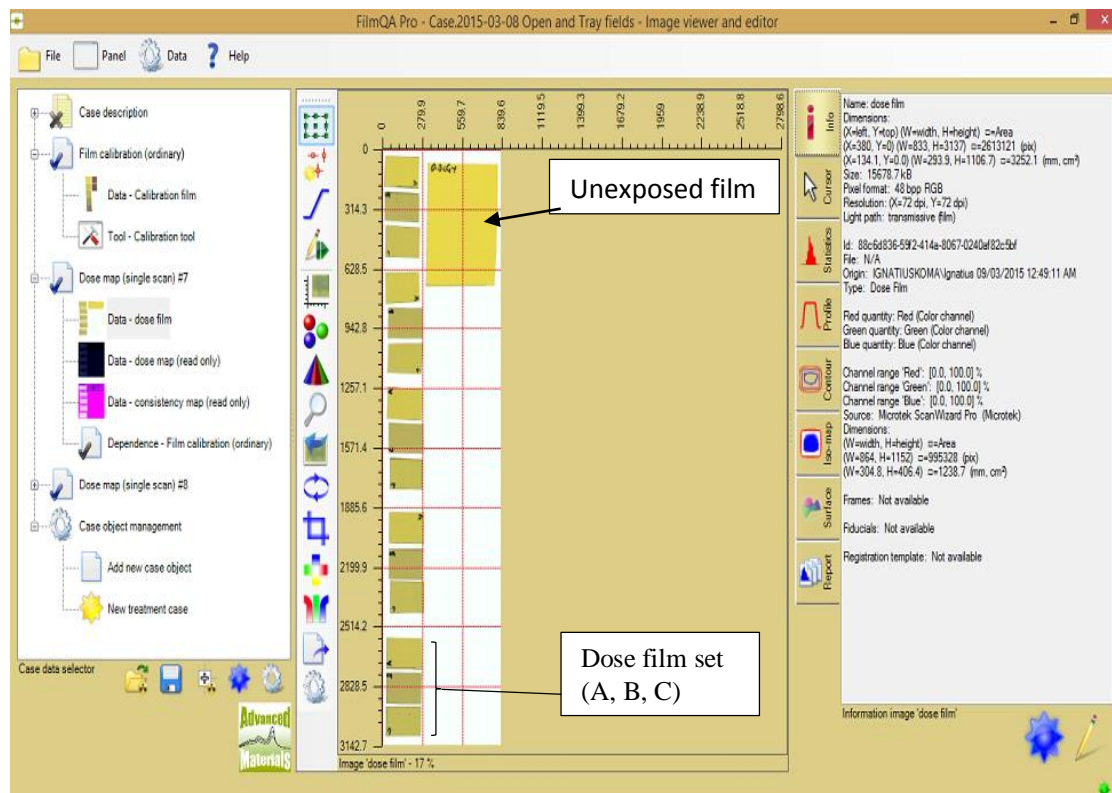 FilmQA Pro - Case.2015-03-08 Open and Tray fields - Image viewer and editor
File Panel Data ? Help
Case description
Film calibration (ordinary)
Data - Calibration film
Tool - Calibration tool
Dose map (single scan) #7
Data - dose film
Data - dose map (read only)
Data - consistency map (read only)
Dependence - Film calibration (ordinary)
Dose map (single scan) #8
Case object management
Add new case object
New treatment case
Case data selector
Advanced
Materials
0 279.9 559.7 839.6 1119.5 1399.3 1679.2 1959 2238.9 2518.8 2798.6
0
314.3
628.5
942.8
1257.1
1571.4
1885.6
2199.9
2514.2
2828.5
3142.7
Unexposed film
Dose film set
(A, B, C)
Image 'dose film' - 17 %
Info
Cursor
Statistics
Profile
Contour
Iso-map
Surface
Report
Name: dose film
Dimensions:
(X=left, Y=top) (W=width, H=height) ¤=Area
(X=380, Y=0) (W=833, H=3137) ¤=2613121 (pix)
(X=134.1, Y=0.0) (W=293.9, H=1106.7) ¤=3252.1 (mm, cm²)
Size: 15678.7 kB
Pixel format: 48 bpp RGB
Resolution: (X=72 dpi, Y=72 dpi)
Light path: transmissive (film)
Id: 88c6d836-59f2-414a-8067-0240ef82c5bf
File: N/A
Origin: IGNATIUSKOMA\Ignatius 09/03/2015 12:49:11 AM
Type: Dose Film
Red quantity: Red (Color channel)
Green quantity: Green (Color channel)
Blue quantity: Blue (Color channel)
Channel range 'Red': [0.0, 100.0] %
Channel range 'Green': [0.0, 100.0] %
Channel range 'Blue': [0.0, 100.0] %
Source: Microtek ScanWizard Pro (Microtek)
Dimensions:
(W=width, H=height) ¤=Area
(W=864, H=1152) ¤=995328 (pix)
(W=304.8, H=406.4) ¤=1238.7 (mm, cm²)
Frames: Not available
Fiducials: Not available
Registration template: Not available
Information image 'dose film'